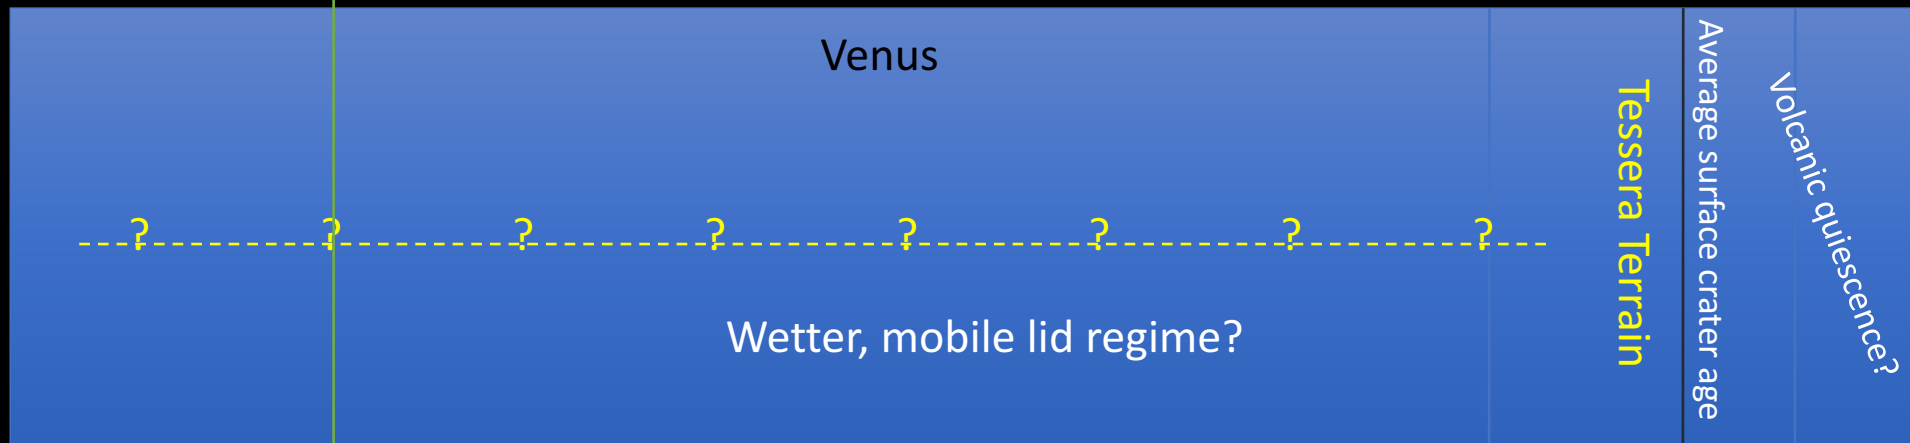 Venus
? ? ? ? ? ? ? ?
Wetter, mobile lid regime?
Tessera Terrain
Average surface crater age
Volcanic quiescence?